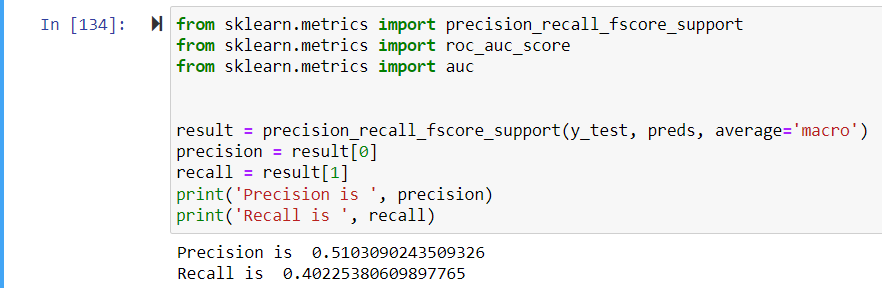 In [134]:
from sklearn.metrics import precision_recall_fscore_support
from sklearn.metrics import roc_auc_score
from sklearn.metrics import auc
result = precision_recall_fscore_support(y_test, preds, average='macro')
precision = result[0]
recall = result[1]
print('Precision is ', precision)
print('Recall is ', recall)
Precision is  0.5103090243509326
Recall is  0.40225380609897765